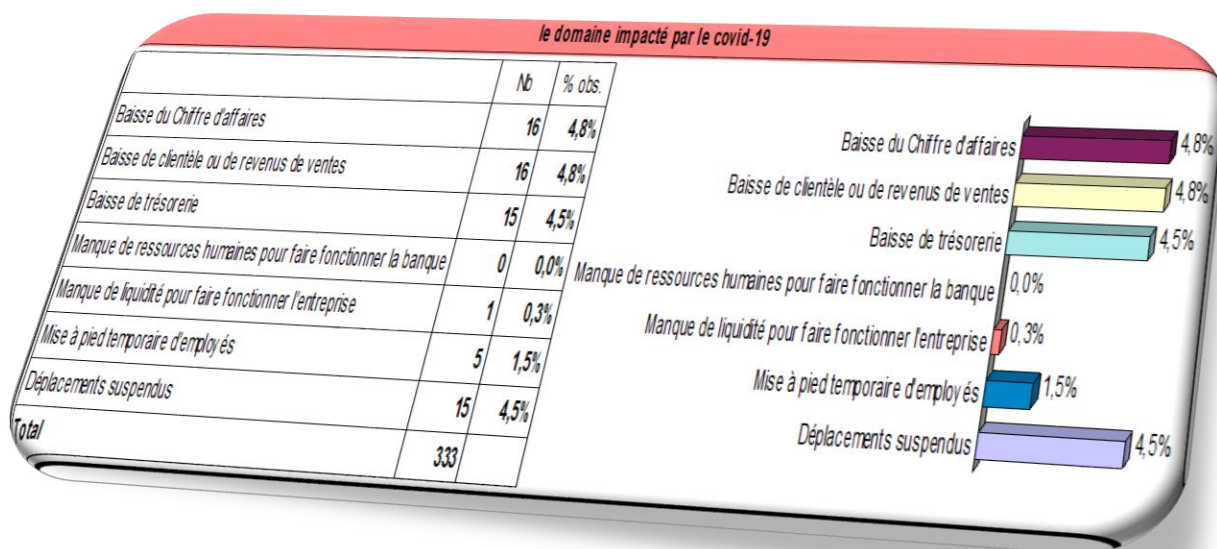 le domaine impacté par le covid-19
Nb % obs.
Baisse du Chiffre d'affaires 16 4,8%
Baisse de clientèle ou de revenus de ventes 16 4,8%
Baisse de trésorerie 15 4,5%
Manque de ressources humaines pour faire fonctionner la banque 0 0,0%
Manque de liquidité pour faire fonctionner l'entreprise 1 0,3%
Mise à pied temporaire d'employés 5 1,5%
Déplacements suspendus 15 4,5%
Total 333
Baisse du Chiffre d'affaires 4,8%
Baisse de clientèle ou de revenus de ventes 4,8%
Baisse de trésorerie 4,5%
Manque de ressources humaines pour faire fonctionner la banque 0,0%
Manque de liquidité pour faire fonctionner l'entreprise 0,3%
Mise à pied temporaire d'employés 1,5%
Déplacements suspendus 4,5%